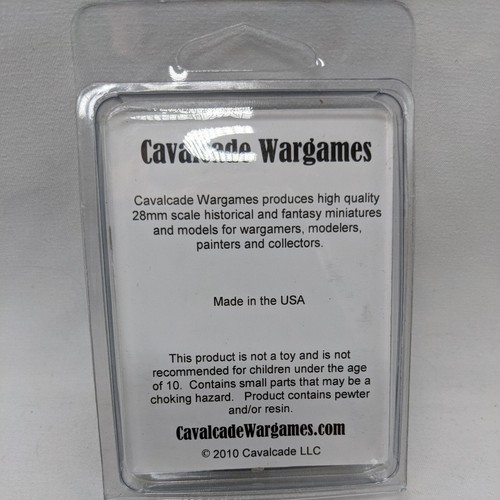 Cavalcade Wargames
Cavalcade Wargames produces high quality
28mm scale historical and fantasy miniatures
and models for wargamers, modelers,
painters and collectors.
Made in the USA
This product is not a toy and is not
recommended for children under the age
of 10. Contains small parts that may be a
choking hazard. Product contains pewter
and/or resin.
CavalcadeWargames.com
© 2010 Cavalcade LLC